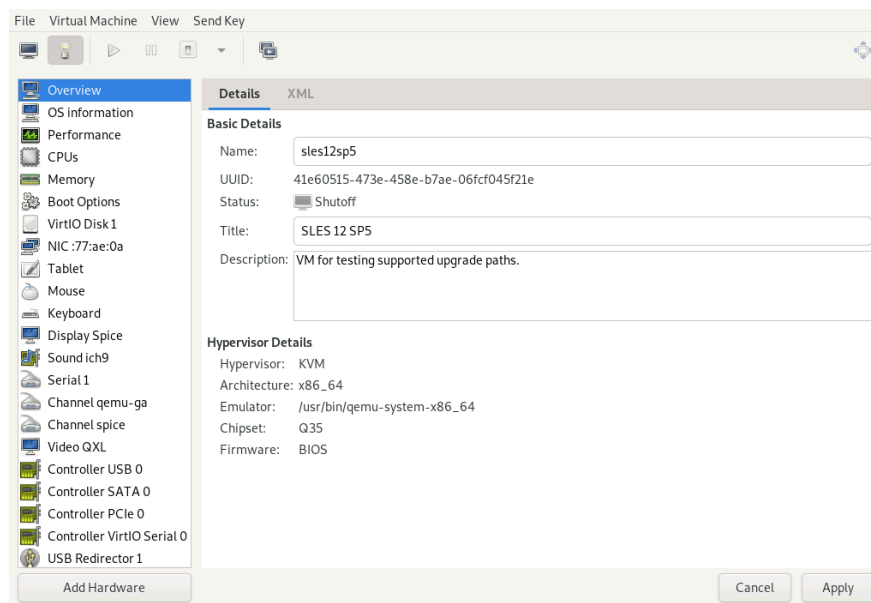 File Virtual Machine View Send Key
Overview
OS information
Performance
CPUs
Memory
Boot Options
VirtIO Disk 1
NIC :77:ae:0a
Tablet
Mouse
Keyboard
Display Spice
Sound ich9
Serial 1
Channel qemu-ga
Channel spice
Video QXL
Controller USB 0
Controller SATA 0
Controller PCIe 0
Controller VirtIO Serial 0
USB Redirector 1
Add Hardware
Details XML
Basic Details
Name: sles12sp5
UUID: 41e60515-473e-458e-b7ae-06fcf045f21e
Status: Shutoff
Title: SLES 12 SP5
Description: VM for testing supported upgrade paths.
Hypervisor Details
Hypervisor: KVM
Architecture: x86_64
Emulator: /usr/bin/qemu-system-x86_64
Chipset: Q35
Firmware: BIOS
Cancel Apply